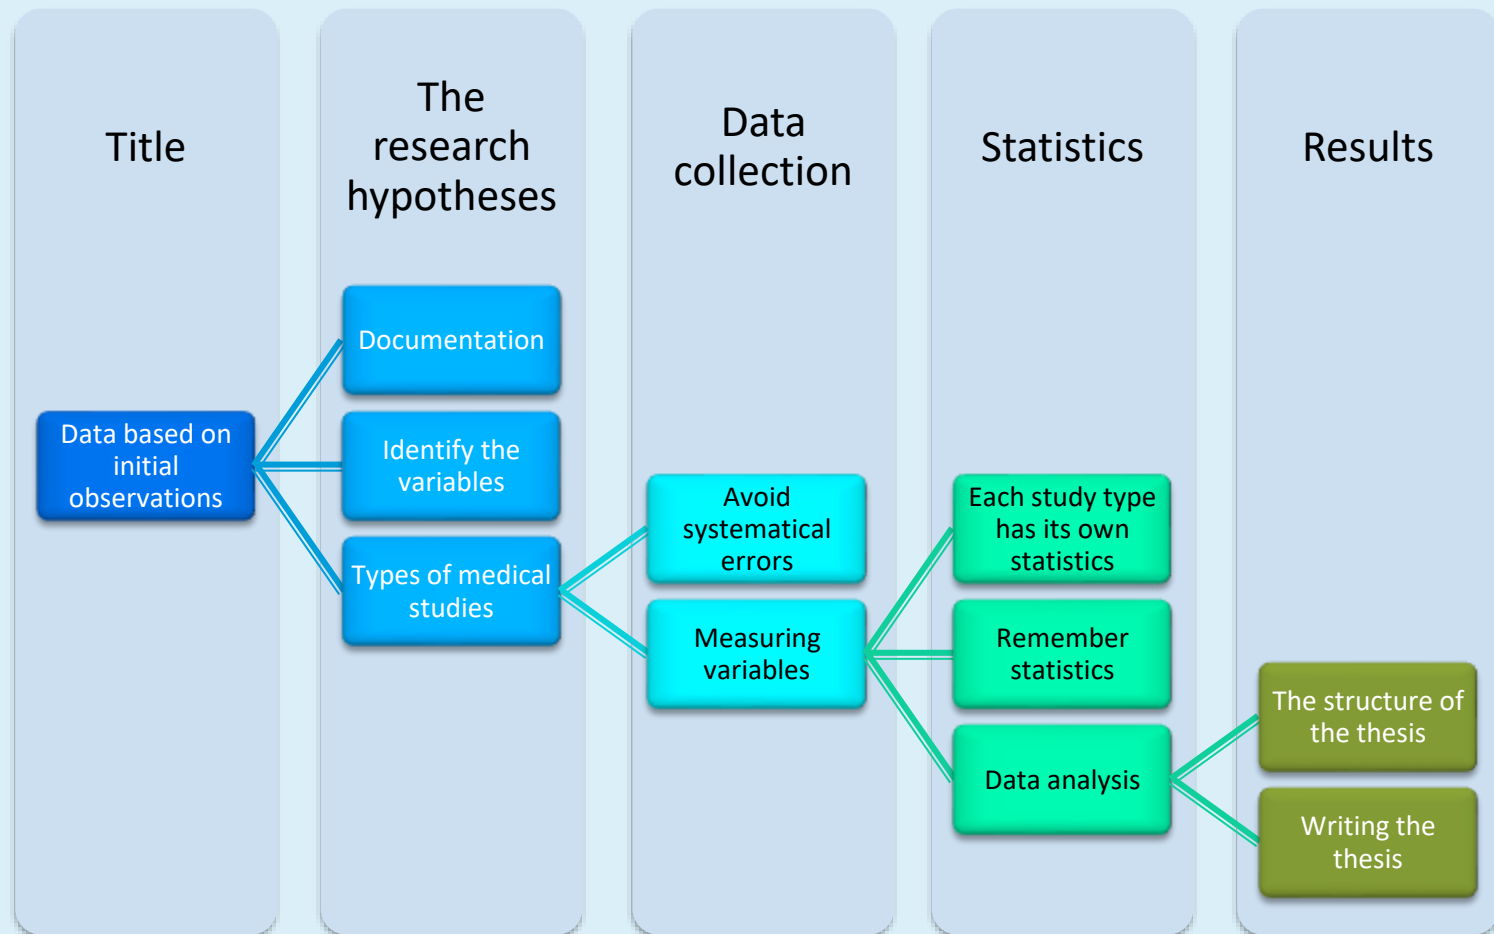 Title
The
research
hypotheses
Data
collection
Statistics
Results
Data based on
initial
observations
Documentation
Identify the
variables
Types of medical
studies
Avoid
systematical
errors
Measuring
variables
Each study type
has its own
statistics
Remember
statistics
Data analysis
The structure of
the thesis
Writing the
thesis